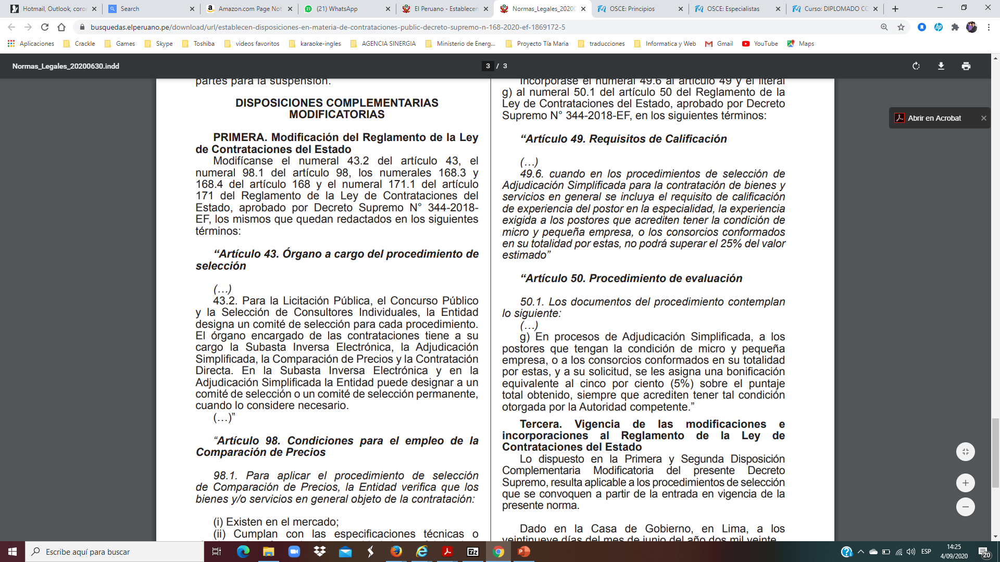 Hotmail, Outlook, coro
Search
Amazon.com Page Not
(21) WhatsApp
El Peruano - Establecen
Normas_Legales_2020
OSCE: Principios
OSCE: Especialistas
Curso: DIPLOMADO CO
busquedas.elperuano.pe/download/url/establecen-disposiciones-en-materia-de-contrataciones-public-decreto-supremo-n-168-2020-ef-1869172-5
Aplicaciones
Crackle
Games
Skype
Toshiba
videos favoritos
karaoke-ingles
AGENCIA SINERGIA
Ministerio de Energ...
Proyecto Tía Maria
traducciones
Informatica y Web
Gmail
YouTube
Maps
Normas_Legales_20200630.indd
3 / 3
Abrir en Acrobat
partes para la suspensión.
DISPOSICIONES COMPLEMENTARIAS
MODIFICATORIAS
PRIMERA. Modificación del Reglamento de la Ley
de Contrataciones del Estado
Modifícanse el numeral 43.2 del artículo 43, el
numeral 98.1 del artículo 98, los numerales 168.3 y
168.4 del artículo 168 y el numeral 171.1 del artículo
171 del Reglamento de la Ley de Contrataciones del
Estado, aprobado por Decreto Supremo N° 344-2018-
EF, los mismos que quedan redactados en los siguientes
términos:
“Artículo 43. Órgano a cargo del procedimiento de
selección
(…)
43.2. Para la Licitación Pública, el Concurso Público
y la Selección de Consultores Individuales, la Entidad
designa un comité de selección para cada procedimiento.
El órgano encargado de las contrataciones tiene a su
cargo la Subasta Inversa Electrónica, la Adjudicación
Simplificada, la Comparación de Precios y la Contratación
Directa. En la Subasta Inversa Electrónica y en la
Adjudicación Simplificada la Entidad puede designar a un
comité de selección o un comité de selección permanente,
cuando lo considere necesario.
(…)”
“Artículo 98. Condiciones para el empleo de la
Comparación de Precios
98.1. Para aplicar el procedimiento de selección
de Comparación de Precios, la Entidad verifica que los
bienes y/o servicios en general objeto de la contratación:
(i) Existen en el mercado;
(ii) Cumplan con las especificaciones técnicas o
Incorpórase el numeral 49.6 al artículo 49 y el literal
g) al numeral 50.1 del artículo 50 del Reglamento de la
Ley de Contrataciones del Estado, aprobado por Decreto
Supremo N° 344-2018-EF, en los siguientes términos:
“Artículo 49. Requisitos de Calificación
(…)
49.6. cuando en los procedimientos de selección de
Adjudicación Simplificada para la contratación de bienes y
servicios en general se incluya el requisito de calificación
de experiencia del postor en la especialidad, la experiencia
exigida a los postores que acrediten tener la condición de
micro y pequeña empresa, o los consorcios conformados
en su totalidad por estas, no podrá superar el 25% del valor
estimado”
“Artículo 50. Procedimiento de evaluación
50.1. Los documentos del procedimiento contemplan
lo siguiente:
(…)
g) En procesos de Adjudicación Simplificada, a los
postores que tengan la condición de micro y pequeña
empresa, o a los consorcios conformados en su totalidad
por estas, y a su solicitud, se les asigna una bonificación
equivalente al cinco por ciento (5%) sobre el puntaje
total obtenido, siempre que acrediten tener tal condición
otorgada por la Autoridad competente.”
Tercera. Vigencia de las modificaciones e
incorporaciones al Reglamento de la Ley de
Contrataciones del Estado
Lo dispuesto en la Primera y Segunda Disposición
Complementaria Modificatoria del presente Decreto
Supremo, resulta aplicable a los procedimientos de selección
que se convoquen a partir de la entrada en vigencia de la
presente norma.
Dado en la Casa de Gobierno, en Lima, a los
veintinueve días del mes de junio del año dos mil veinte.
Escribe aquí para buscar
ESP
14:25
4/09/2020
20